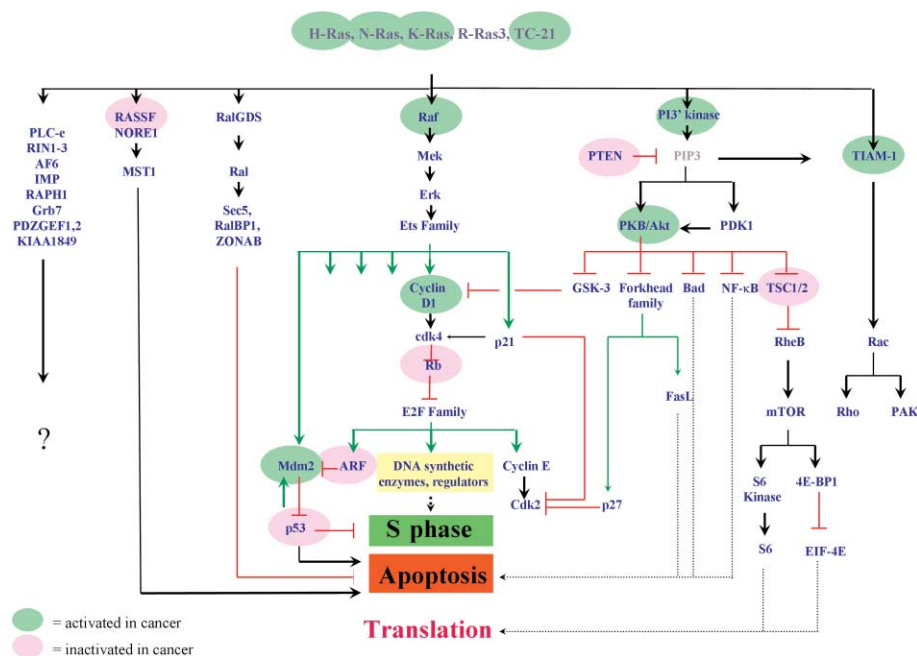 H-Ras, N-Ras, K-Ras, R-Ras3, TC-21
PLC-e
RIN1-3
AF6
IMP
RAPH1
Grb7
PDZGEF1,2
KIAA1849
?
RASSF
NORE1
MST1
RalGDS
Ral
Sec5,
RalBP1,
ZONAB
Raf
Mek
Erk
Ets Family
Cyclin
D1
cdk4
p21
Rb
E2F Family
Mdm2
ARF
DNA synthetic
enzymes, regulators
Cyclin E
Cdk2
p27
p53
S phase
Apoptosis
Translation
PI3' kinase
PTEN
PIP3
PKB/Akt
PDK1
GSK-3
Forkhead
family
Bad
NF-κB
TSC1/2
FasL
RheB
mTOR
S6
Kinase
4E-BP1
S6
EIF-4E
TIAM-1
Rac
Rho
PAK
= activated in cancer
= inactivated in cancer